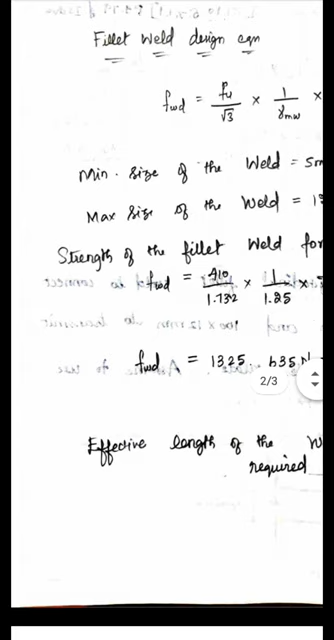 Fillet weld design eqn
fwd = fu/√3 × 1/γmw ×
Min. Size of the Weld = 5m
Max Size of the Weld = 1
Strength of the fillet Weld for
fwd = 410/1.732 × 1/1.25 ×
fwd = 1325.635 N
2/3
Effective length of the W
required